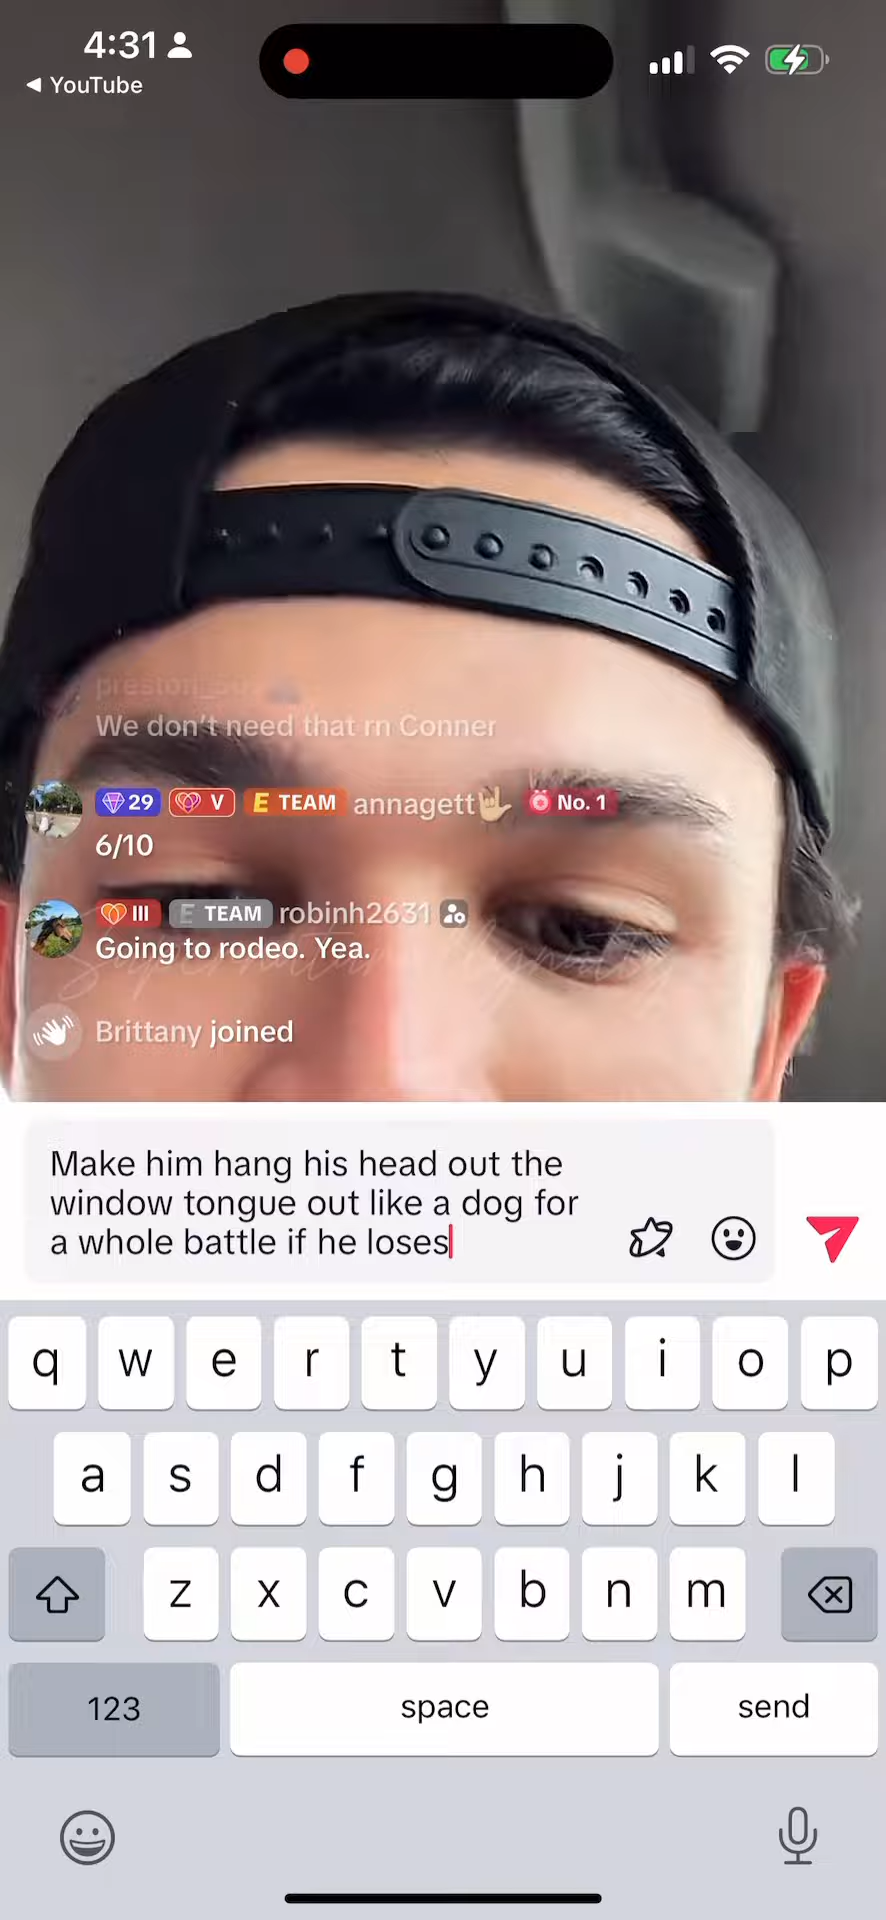 4:31
YouTube
We don't need that rn Conner
29 V E TEAM annagett🤟🏼 No. 1
6/10
III E TEAM robinh2631
Going to rodeo. Yea.
Brittany joined
Make him hang his head out the
window tongue out like a dog for
a whole battle if he loses
q w e r t y u i o p
a s d f g h j k l
z x c v b n m
123 space send